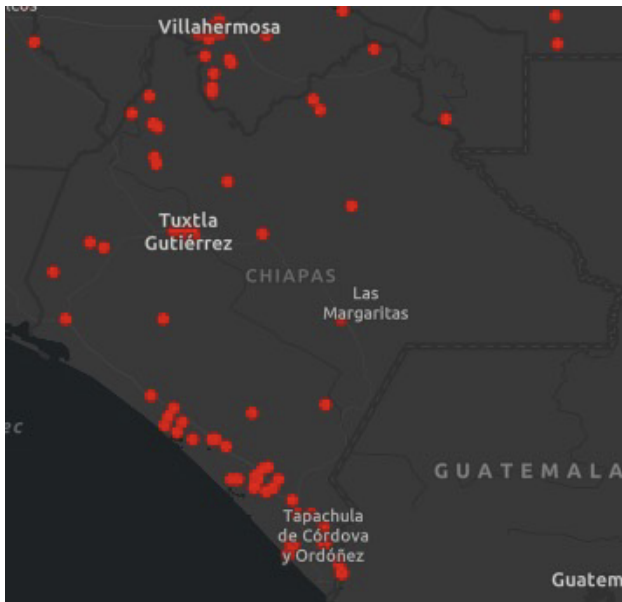 Villahermosa
Tuxtla
Gutiérrez
CHIAPAS
Las
Margaritas
GUATEMALA
Tapachula
de Córdova
y Ordóñez